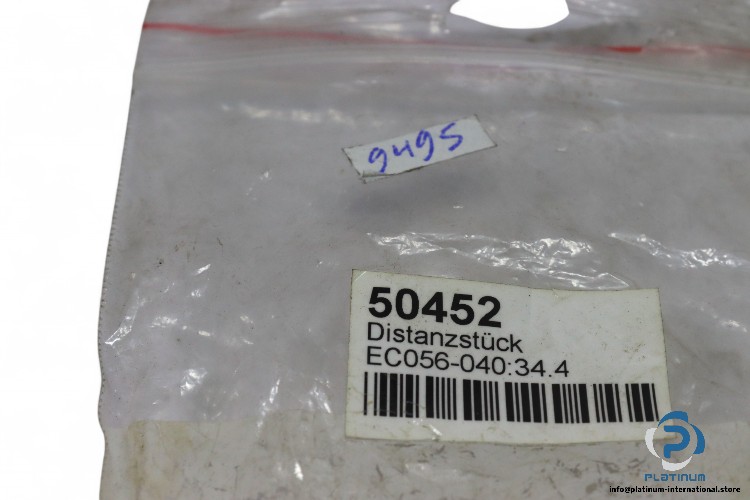 9495
50452
Distanzstück
EC056-040:34.4
PLATINUM
info@platinum-international.store